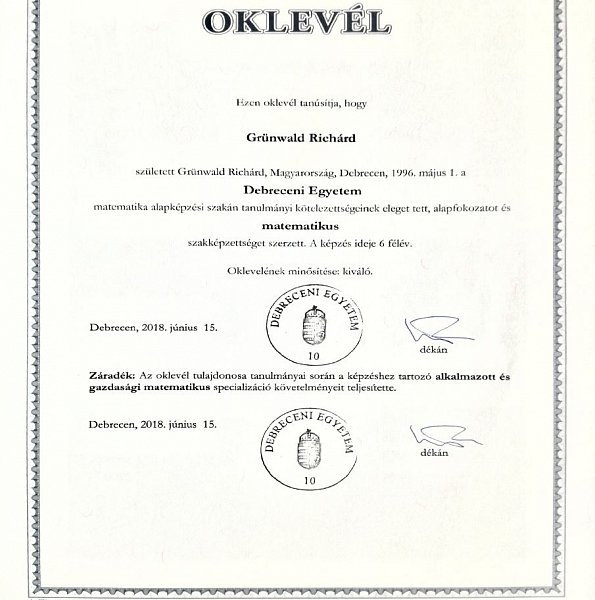 OKLEVÉL
Ezen oklevél tanúsítja, hogy
Grünwald Richárd
született Grünwald Richárd, Magyarország, Debrecen, 1996. május 1. a
Debreceni Egyetem
matematika alapképzési szakán tanulmányi kötelezettségeinek eleget tett, alapfokozatot és
matematikus
szakképzettséget szerzett. A képzés ideje 6 félév.
Oklevelének minősítése: kiváló.
DEBRECENI EGYETEM
10
Debrecen, 2018. június 15.
dékán
Záradék: Az oklevél tulajdonosa tanulmányai során a képzéshez tartozó alkalmazott és
gazdasági matematikus specializáció követelményeit teljesítette.
DEBRECENI EGYETEM
10
Debrecen, 2018. június 15.
dékán